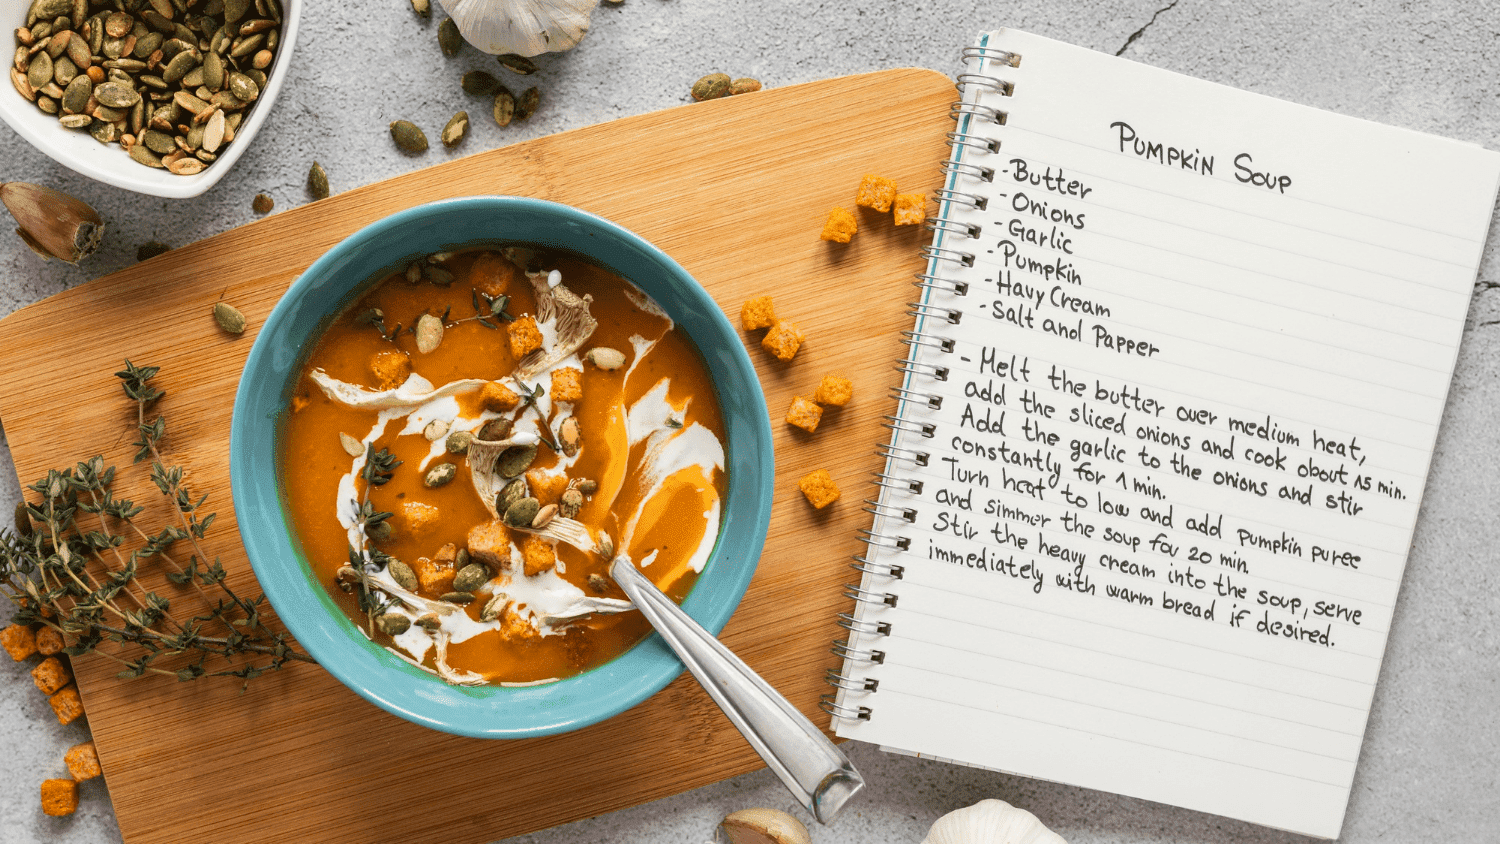 Pumpkin Soup
- Butter
- Onions
- Garlic
- Pumpkin
- Havy Cream
- Salt and Papper
- Melt the butter over medium heat,
add the sliced onions and cook obout 15 min.
Add the garlic to the onions and stir
constantly for 1 min.
Turn heat to low and add pumpkin puree
and simmer the soup for 20 min.
Stir the heavy cream into the soup, serve
immediately with warm bread if desired.